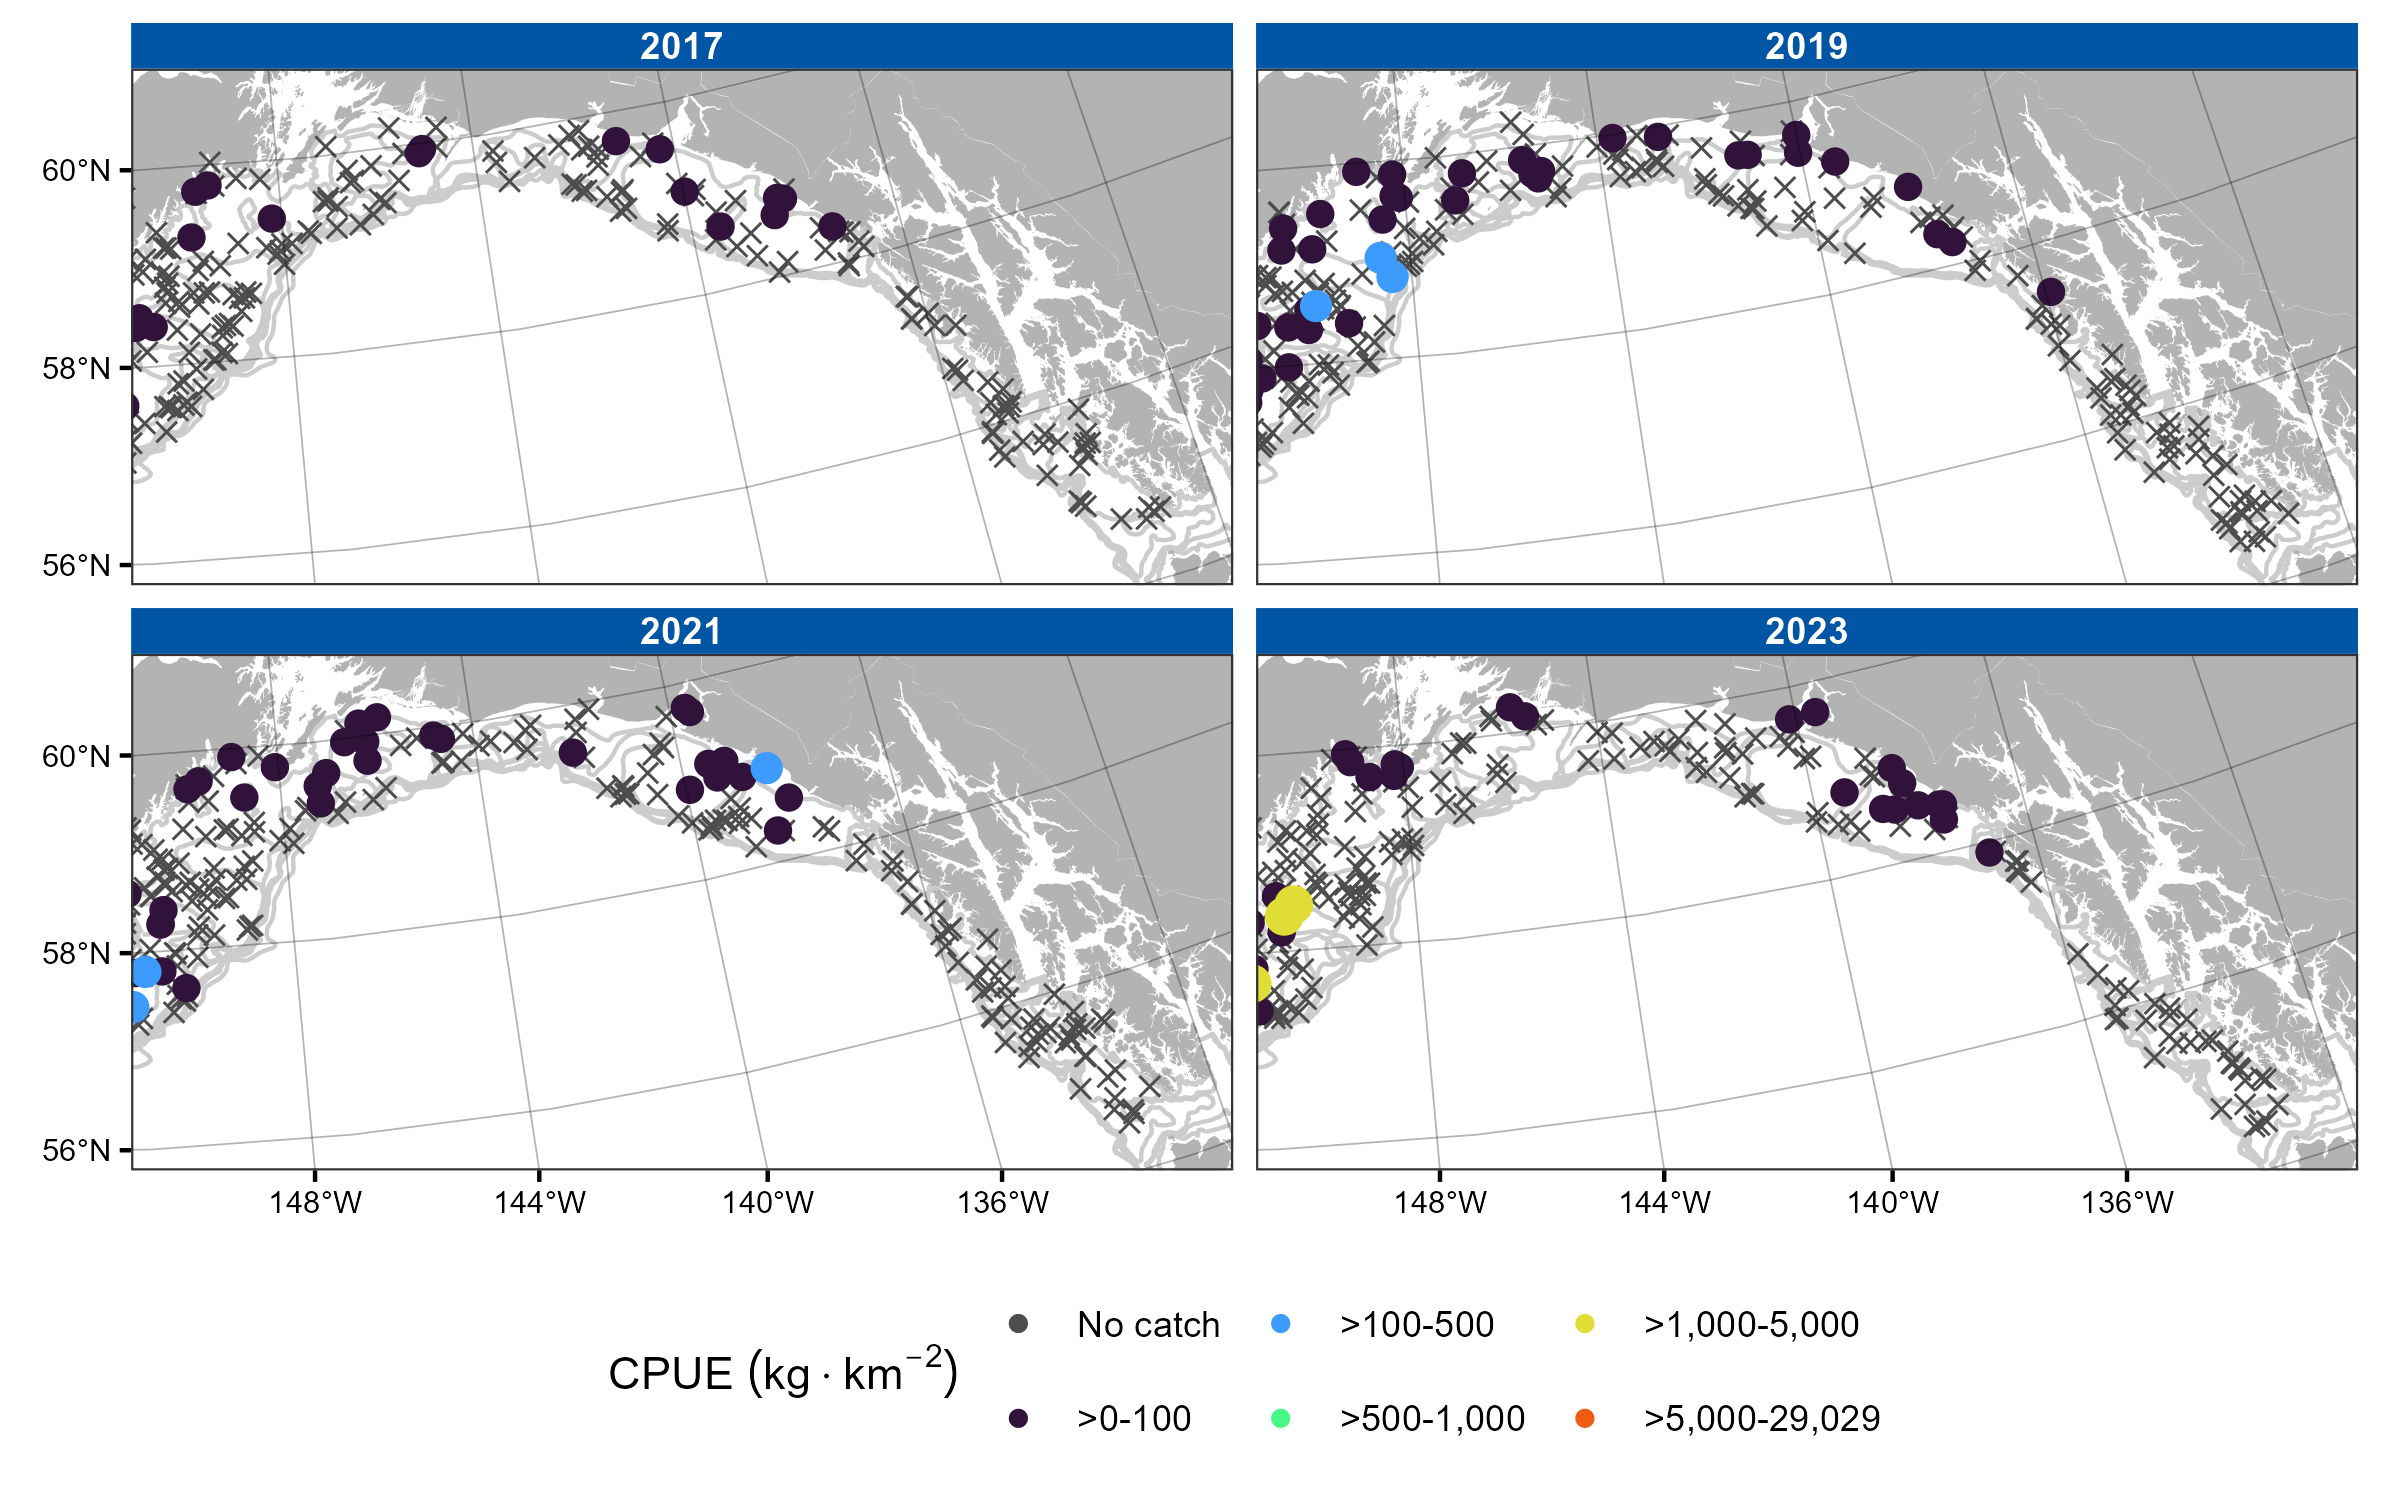 2017
2019
60°N
58°N
56°N
2021
2023
60°N
58°N
56°N
148°W 144°W 140°W 136°W 148°W 144°W 140°W 136°W
No catch >100-500 >1,000-5,000
CPUE (kg · km⁻²)
>0-100 >500-1,000 >5,000-29,029